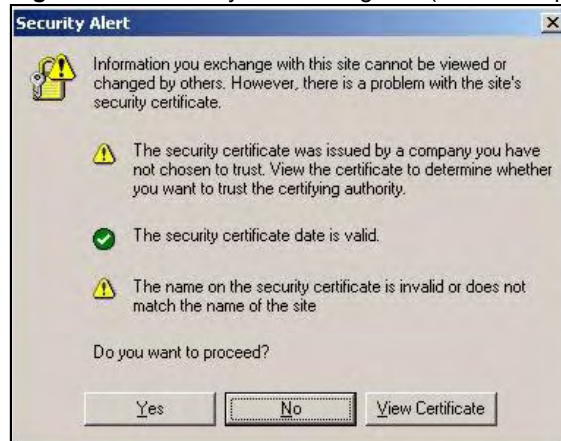 Security Alert
Information you exchange with this site cannot be viewed or
changed by others. However, there is a problem with the site's
security certificate.
The security certificate was issued by a company you have
not chosen to trust. View the certificate to determine whether
you want to trust the certifying authority.
The security certificate date is valid.
The name on the security certificate is invalid or does not
match the name of the site
Do you want to proceed?
Yes
No
View Certificate